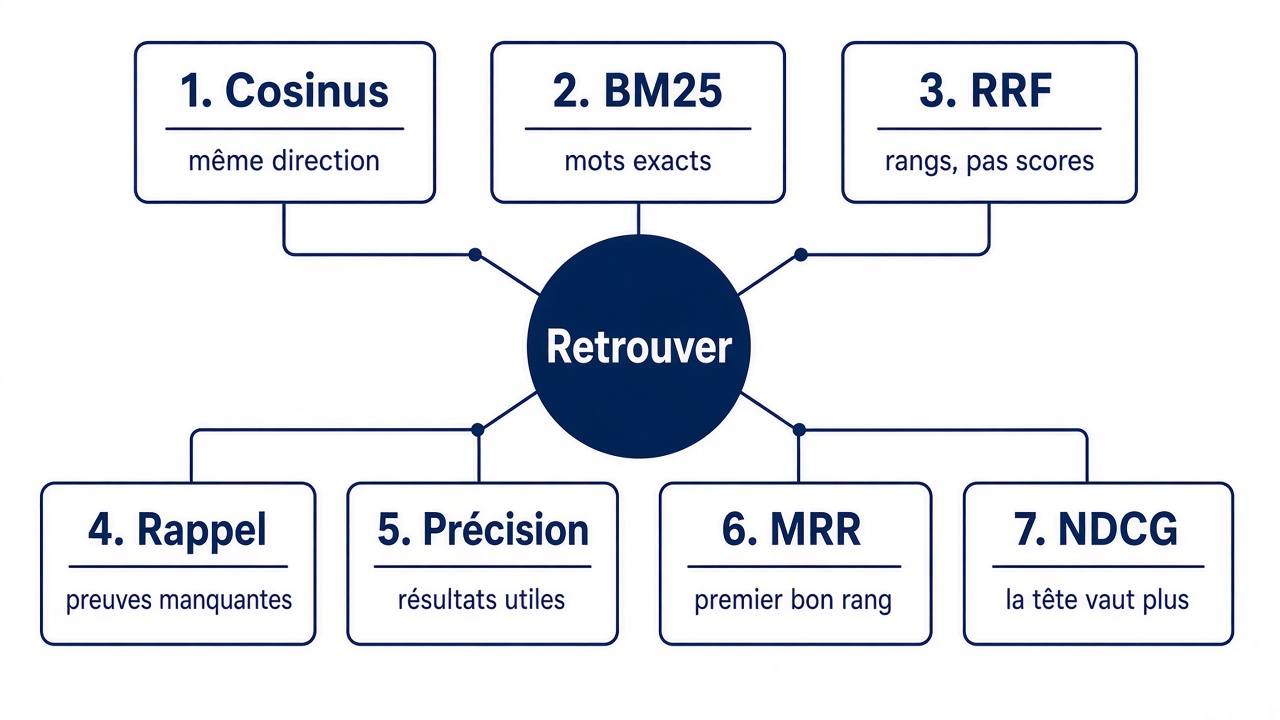 1. Cosinus
même direction
2. BM25
mots exacts
3. RRF
rangs, pas scores
Retrouver
4. Rappel
preuves manquantes
5. Précision
résultats utiles
6. MRR
premier bon rang
7. NDCG
la tête vaut plus